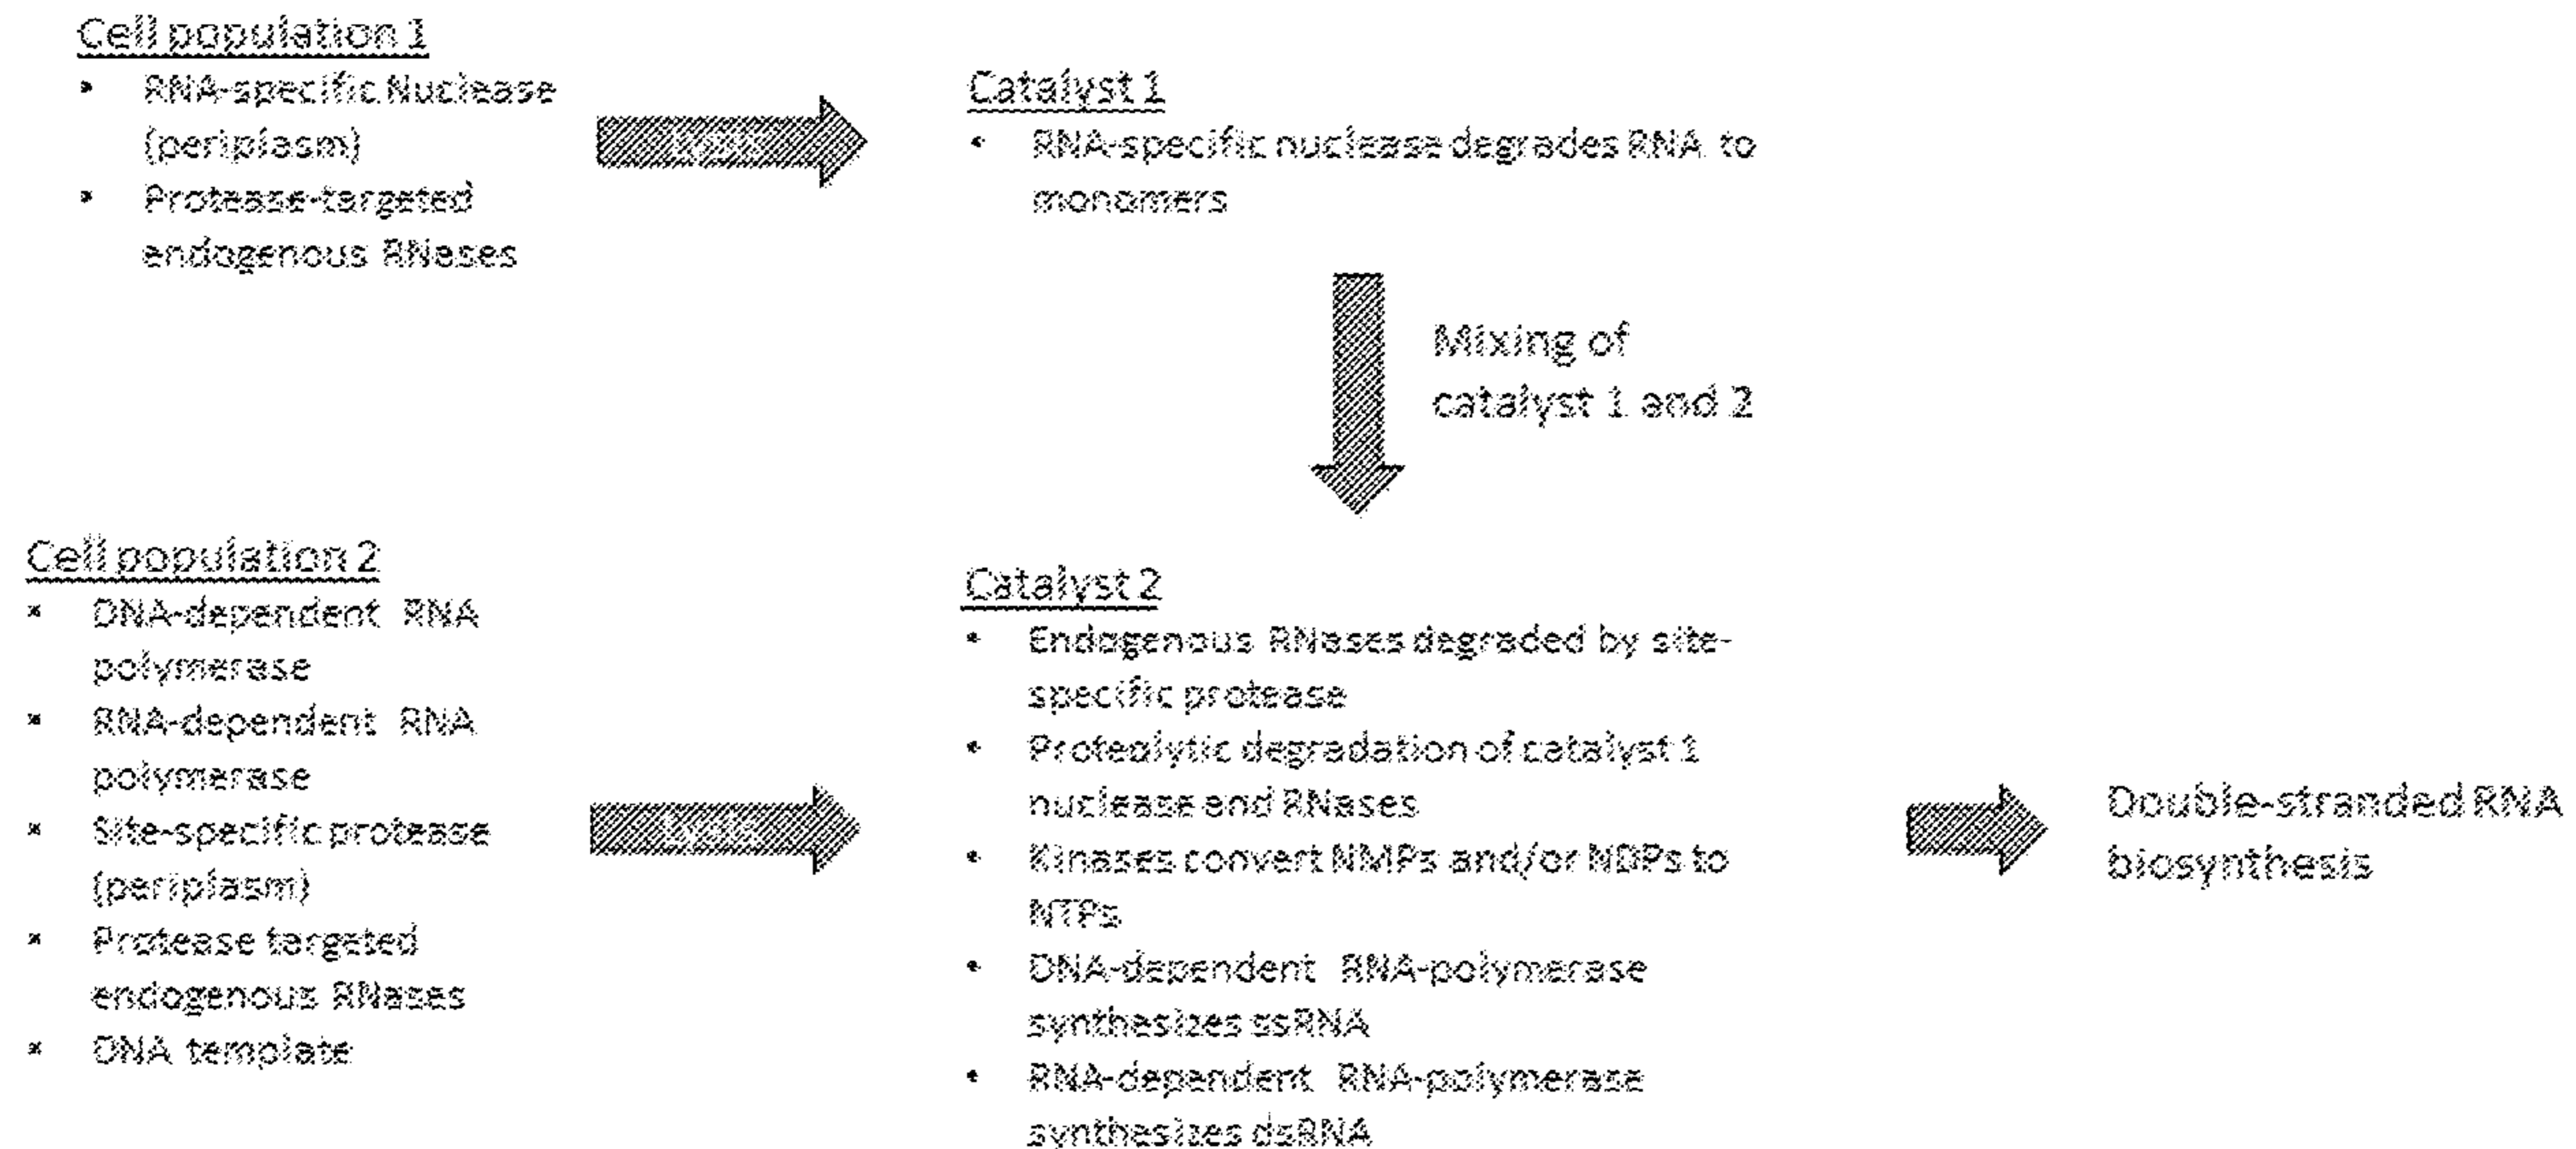 Cell population 1
• RNA-specific Nuclease
(periplasm)
• Protease-targeted
endogenous RNases
lysis
Catalyst 1
• RNA-specific nuclease degrades RNA to
monomers
Mixing of
catalyst 1 and 2
Cell population 2
• DNA-dependent RNA
polymerase
• RNA-dependent RNA
polymerase
• Site-specific protease
(periplasm)
• Protease targeted
endogenous RNases
• DNA template
lysis
Catalyst 2
• Endogenous RNases degraded by site-
specific protease
• Proteolytic degradation of catalyst 1
nuclease and RNases
• Kinases convert NMPs and/or NDPs to
NTPs
• DNA-dependent RNA-polymerase
synthesizes ssRNA
• RNA-dependent RNA-polymerase
synthesizes dsRNA
Double-stranded RNA
biosynthesis